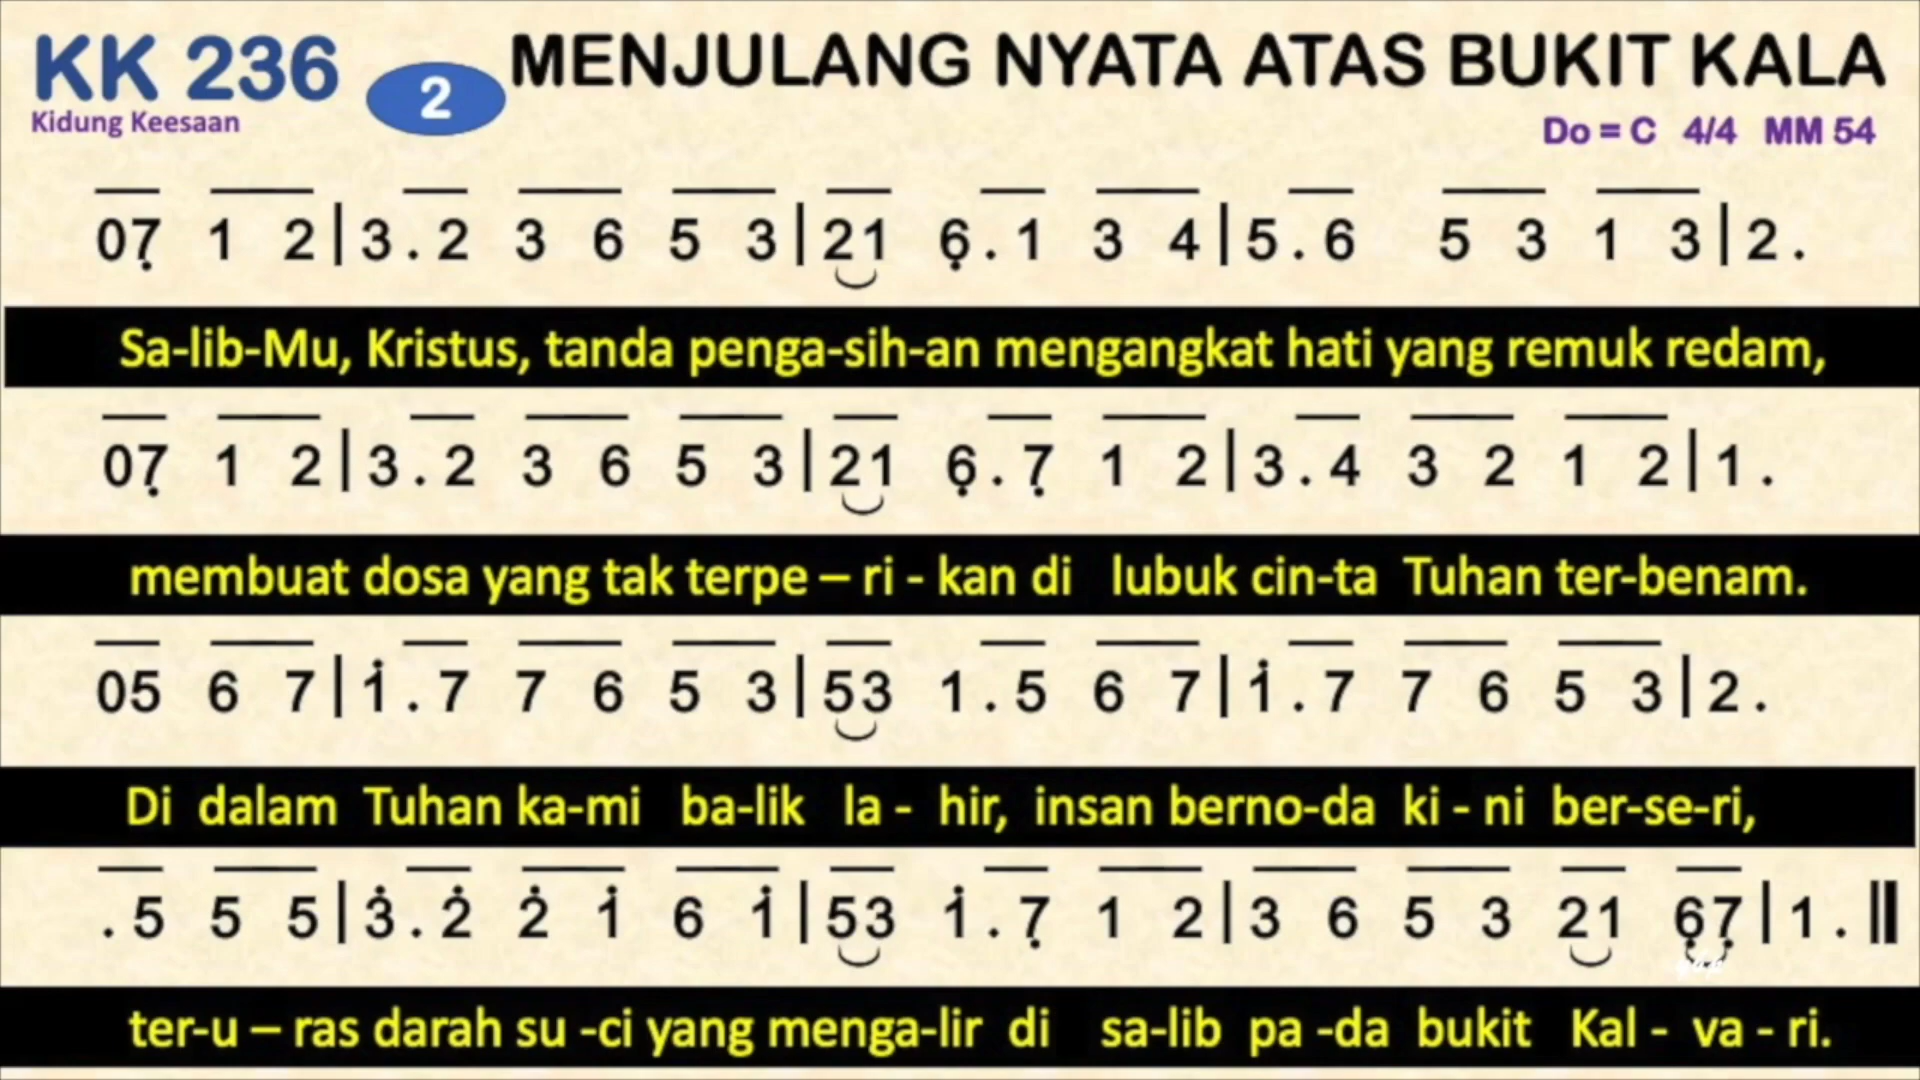 KK 236 2 MENJULANG NYATA ATAS BUKIT KALA
Kidung Keesaan Do = C 4/4 MM 54
07̣ 1 2 | 3 . 2 3 6 5 3 | 21 6̣ . 1 3 4 | 5 . 6 5 3 1 3 | 2 .
Sa-lib-Mu, Kristus, tanda penga-sih-an mengangkat hati yang remuk redam,
07̣ 1 2 | 3 . 2 3 6 5 3 | 21 6̣ . 7̣ 1 2 | 3 . 4 3 2 1 2 | 1 .
membuat dosa yang tak terpe – ri - kan di lubuk cin-ta Tuhan ter-benam.
05 6 7 | 1̇ . 7 7 6 5 3 | 53 1 . 5 6 7 | 1̇ . 7 7 6 5 3 | 2 .
Di dalam Tuhan ka-mi ba-lik la - hir, insan berno-da ki - ni ber-se-ri,
. 5 5 5 | 3̇ . 2̇ 2̇ 1̇ 6 1̇ | 53 1̇ . 7̣ 1 2 | 3 6 5 3 21 6̣7̣ | 1 . ||
ter-u – ras darah su -ci yang menga-lir di sa-lib pa -da bukit Kal - va - ri.